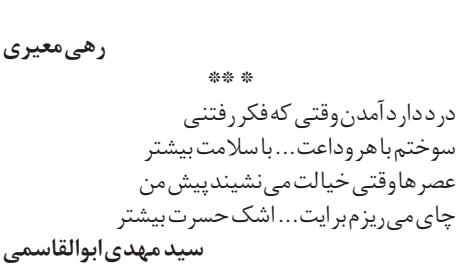 رهی معیری
* **
درد دارد آمدن وقتی که فکر رفتنی
سوختم با هر وداعت... با سلامت بیشتر
عصرها وقتی خیالت می‌نشیند پیش من
چای می‌ریزم برایت... اشک حسرت بیشتر
سید مهدی ابوالقاسمی